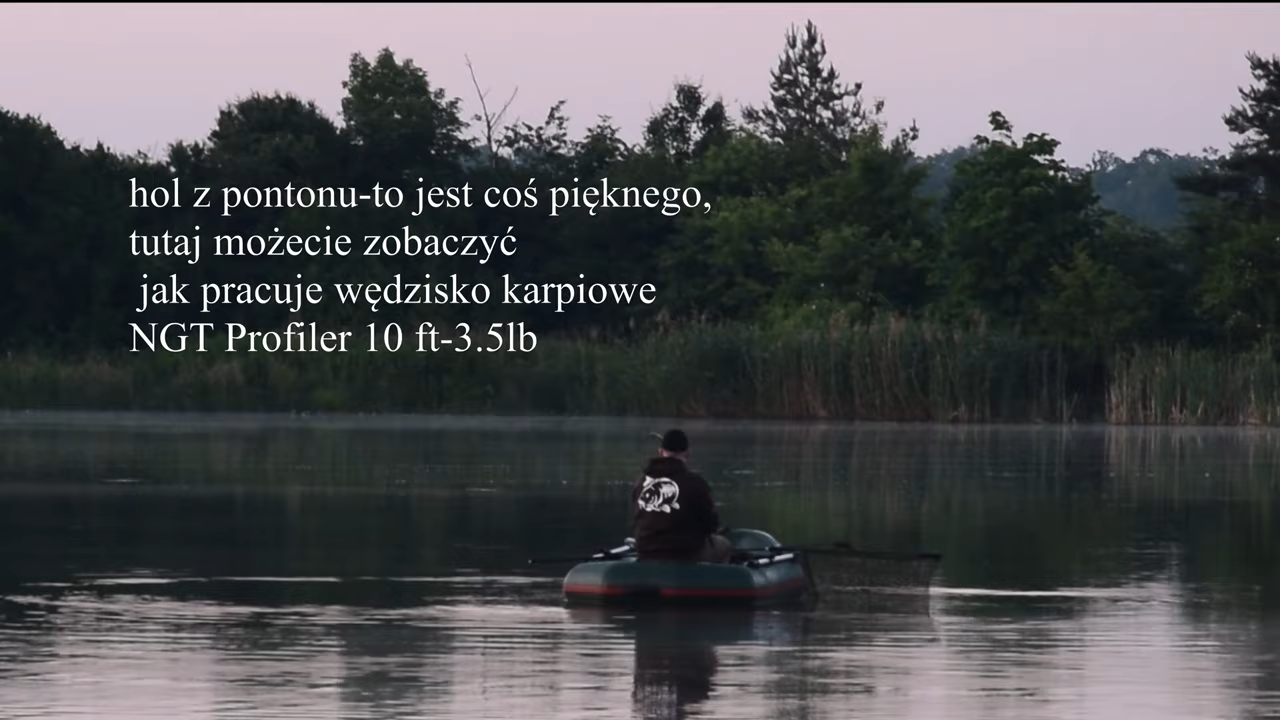 hol z pontonu-to jest coś pięknego,
tutaj możecie zobaczyć
jak pracuje wędzisko karpiowe
NGT Profiler 10 ft-3.5lb